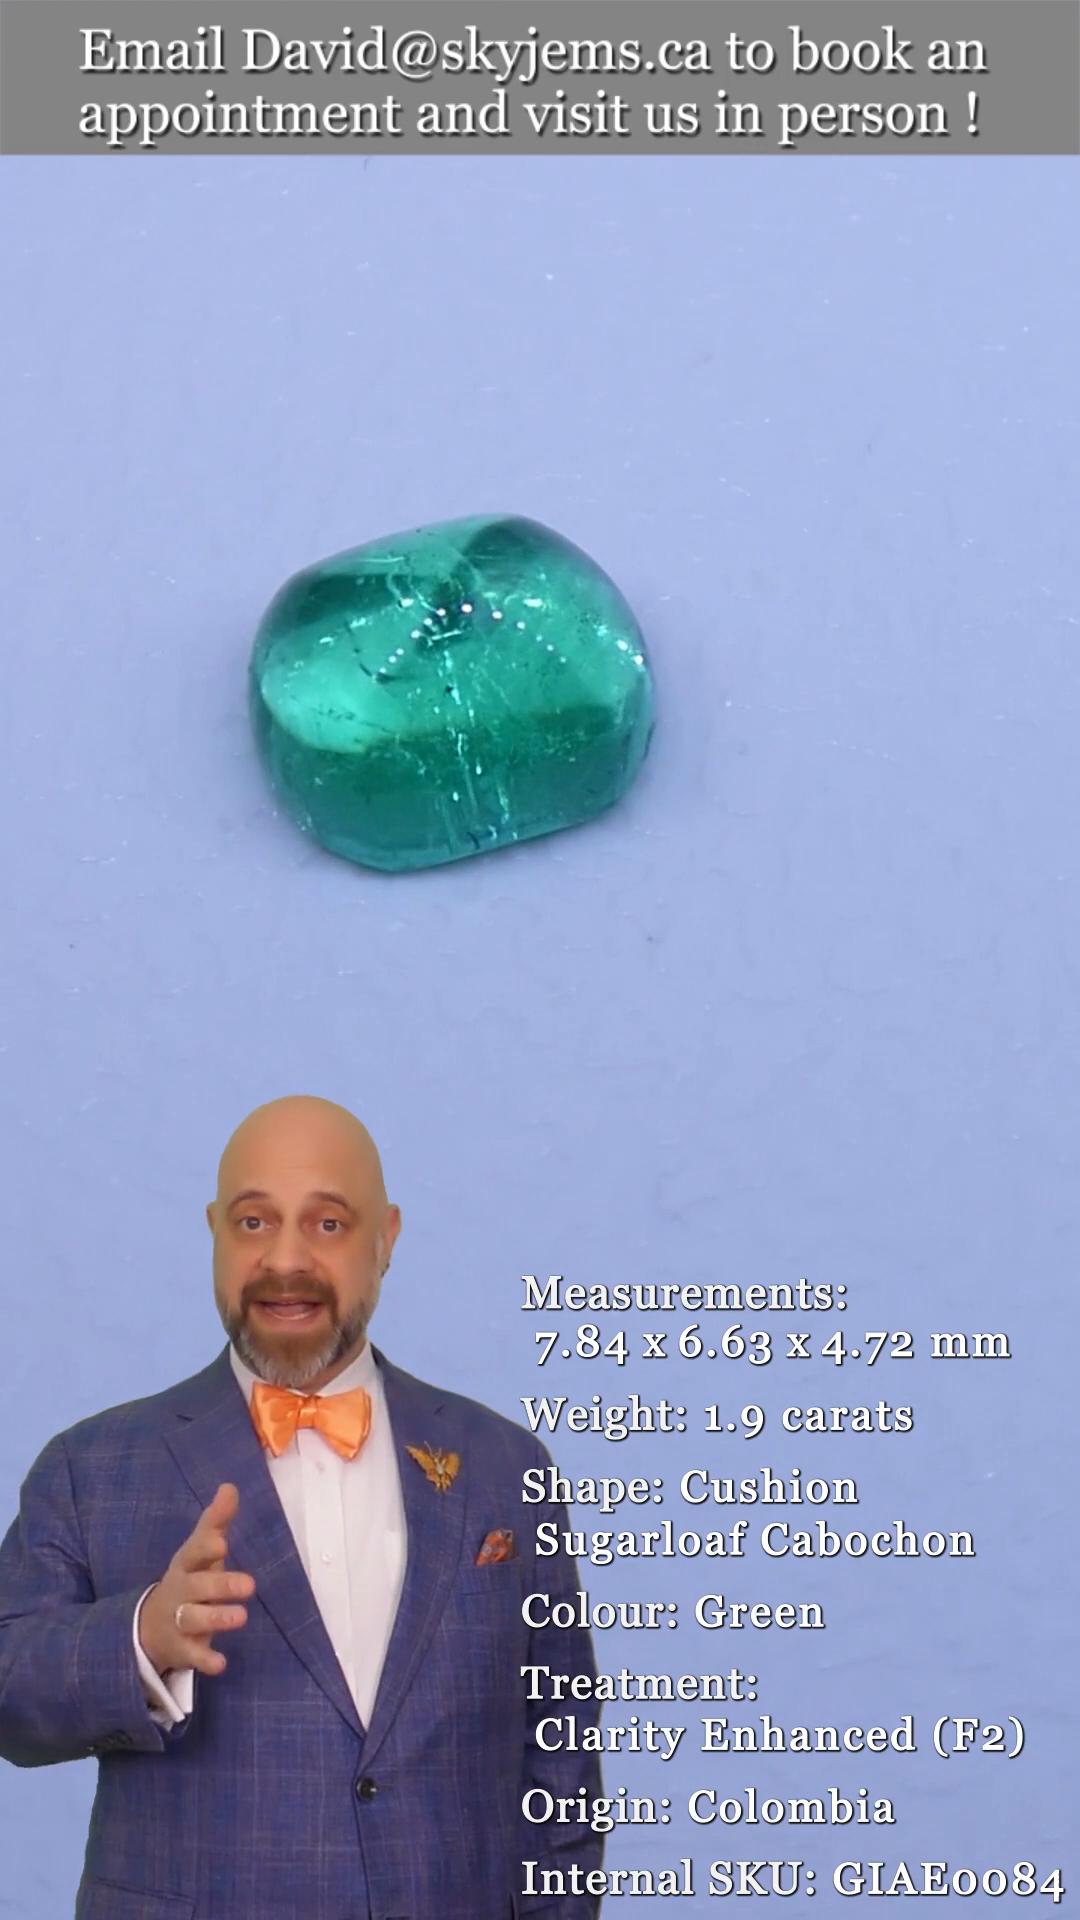 Email David@skyjems.ca to book an
appointment and visit us in person !
Measurements:
7.84 x 6.63 x 4.72 mm
Weight: 1.9 carats
Shape: Cushion
Sugarloaf Cabochon
Colour: Green
Treatment:
Clarity Enhanced (F2)
Origin: Colombia
Internal SKU: GIAE0084